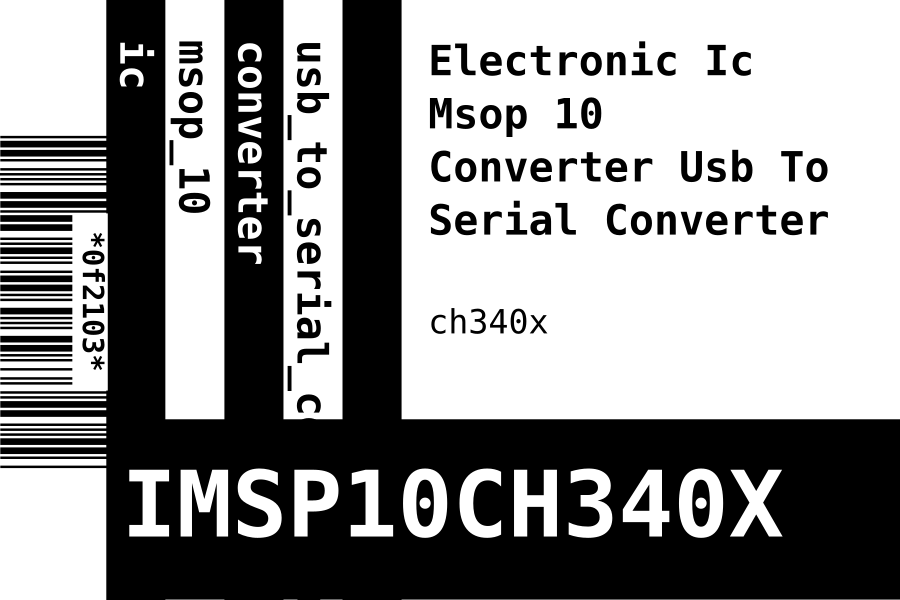 *0f2103*
ic
msop_10
converter
usb_to_serial_c
Electronic Ic
Msop 10
Converter Usb To
Serial Converter
ch340x
IMSP10CH340X